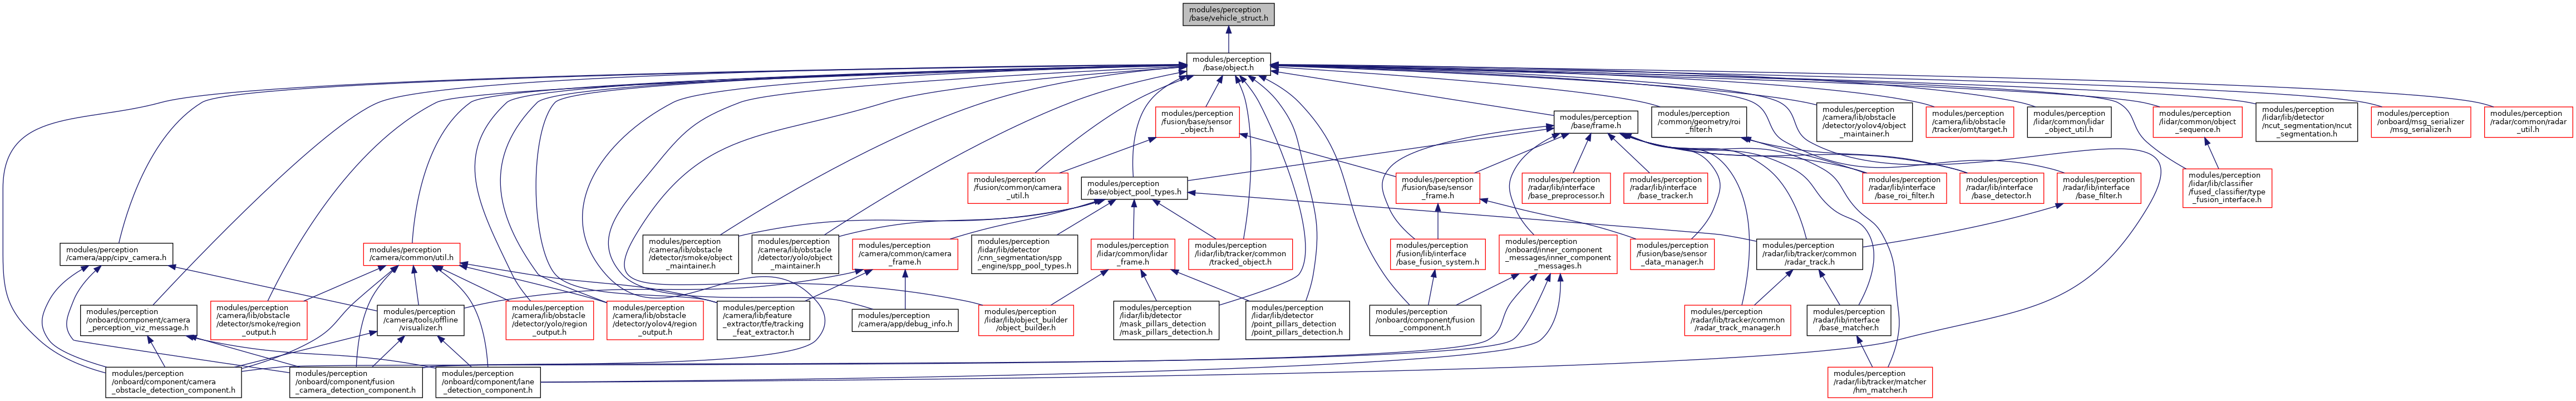 modules/perception
/base/vehicle_struct.h
modules/perception
/base/object.h
modules/perception
/fusion/base/sensor
_object.h
modules/perception
/base/frame.h
modules/perception
/common/geometry/roi
_filter.h
modules/perception
/camera/lib/obstacle
/detector/yolov4/object
_maintainer.h
modules/perception
/camera/lib/obstacle
/tracker/omt/target.h
modules/perception
/lidar/common/lidar
_object_util.h
modules/perception
/lidar/common/object
_sequence.h
modules/perception
/lidar/lib/detector
/ncut_segmentation/ncut
_segmentation.h
modules/perception
/onboard/msg_serializer
/msg_serializer.h
modules/perception
/radar/common/radar
_util.h
modules/perception
/fusion/common/camera
_util.h
modules/perception
/base/object_pool_types.h
modules/perception
/fusion/base/sensor
_frame.h
modules/perception
/radar/lib/interface
/base_preprocessor.h
modules/perception
/radar/lib/interface
/base_tracker.h
modules/perception
/radar/lib/interface
/base_roi_filter.h
modules/perception
/radar/lib/interface
/base_detector.h
modules/perception
/radar/lib/interface
/base_filter.h
modules/perception
/lidar/lib/classifier
/fused_classifier/type
_fusion_interface.h
modules/perception
/camera/app/cipv_camera.h
modules/perception
/camera/common/util.h
modules/perception
/camera/lib/obstacle
/detector/smoke/object
_maintainer.h
modules/perception
/camera/lib/obstacle
/detector/yolo/object
_maintainer.h
modules/perception
/camera/common/camera
_frame.h
modules/perception
/lidar/lib/detector
/cnn_segmentation/spp
_engine/spp_pool_types.h
modules/perception
/lidar/common/lidar
_frame.h
modules/perception
/lidar/lib/tracker/common
/tracked_object.h
modules/perception
/fusion/lib/interface
/base_fusion_system.h
modules/perception
/onboard/inner_component
_messages/inner_component
_messages.h
modules/perception
/fusion/base/sensor
_data_manager.h
modules/perception
/radar/lib/tracker/common
/radar_track.h
modules/perception
/onboard/component/camera
_perception_viz_message.h
modules/perception
/camera/lib/obstacle
/detector/smoke/region
_output.h
modules/perception
/camera/tools/offline
/visualizer.h
modules/perception
/camera/lib/obstacle
/detector/yolo/region
_output.h
modules/perception
/camera/lib/obstacle
/detector/yolov4/region
_output.h
modules/perception
/camera/lib/feature
_extractor/tfe/tracking
_feat_extractor.h
modules/perception
/camera/app/debug_info.h
modules/perception
/lidar/lib/object_builder
/object_builder.h
modules/perception
/lidar/lib/detector
/mask_pillars_detection
/mask_pillars_detection.h
modules/perception
/lidar/lib/detector
/point_pillars_detection
/point_pillars_detection.h
modules/perception
/onboard/component/fusion
_component.h
modules/perception
/radar/lib/tracker/common
/radar_track_manager.h
modules/perception
/radar/lib/interface
/base_matcher.h
modules/perception
/onboard/component/camera
_obstacle_detection_component.h
modules/perception
/onboard/component/fusion
_camera_detection_component.h
modules/perception
/onboard/component/lane
_detection_component.h
modules/perception
/radar/lib/tracker/matcher
/hm_matcher.h